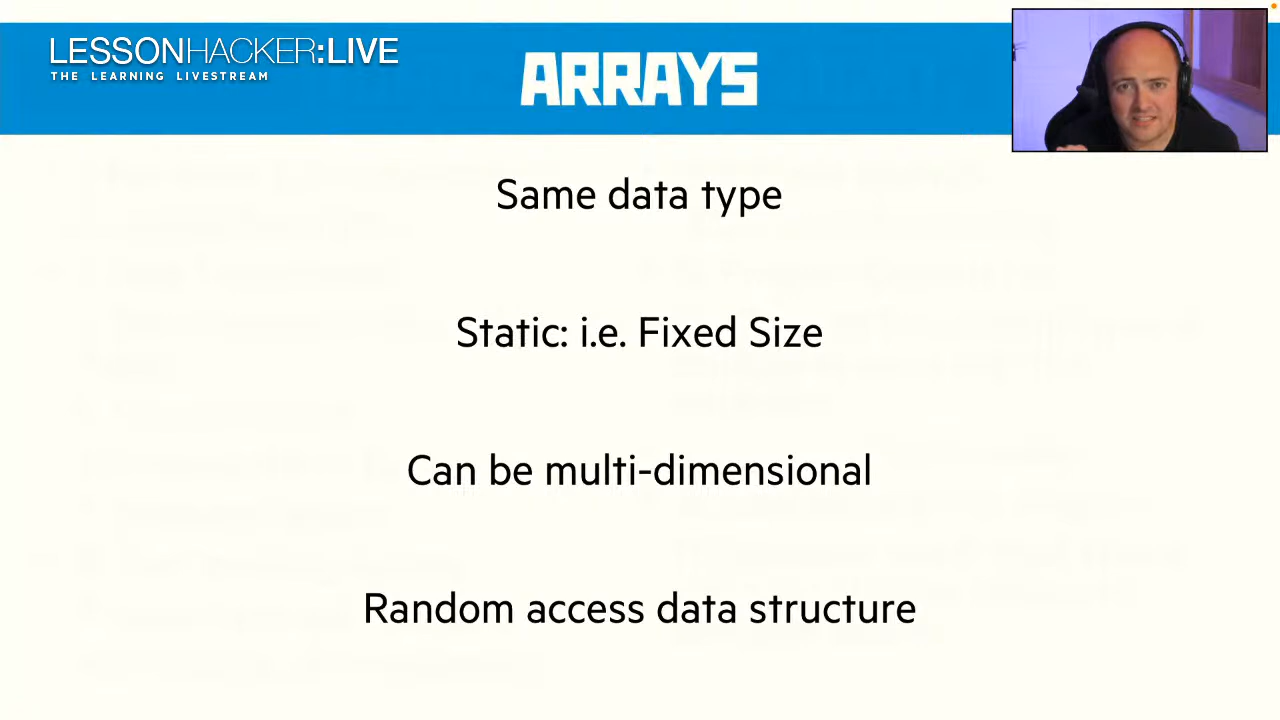 LESSONHACKER:LIVE
THE LEARNING LIVESTREAM
ARRAYS
Same data type
Static: i.e. Fixed Size
Can be multi-dimensional
Random access data structure